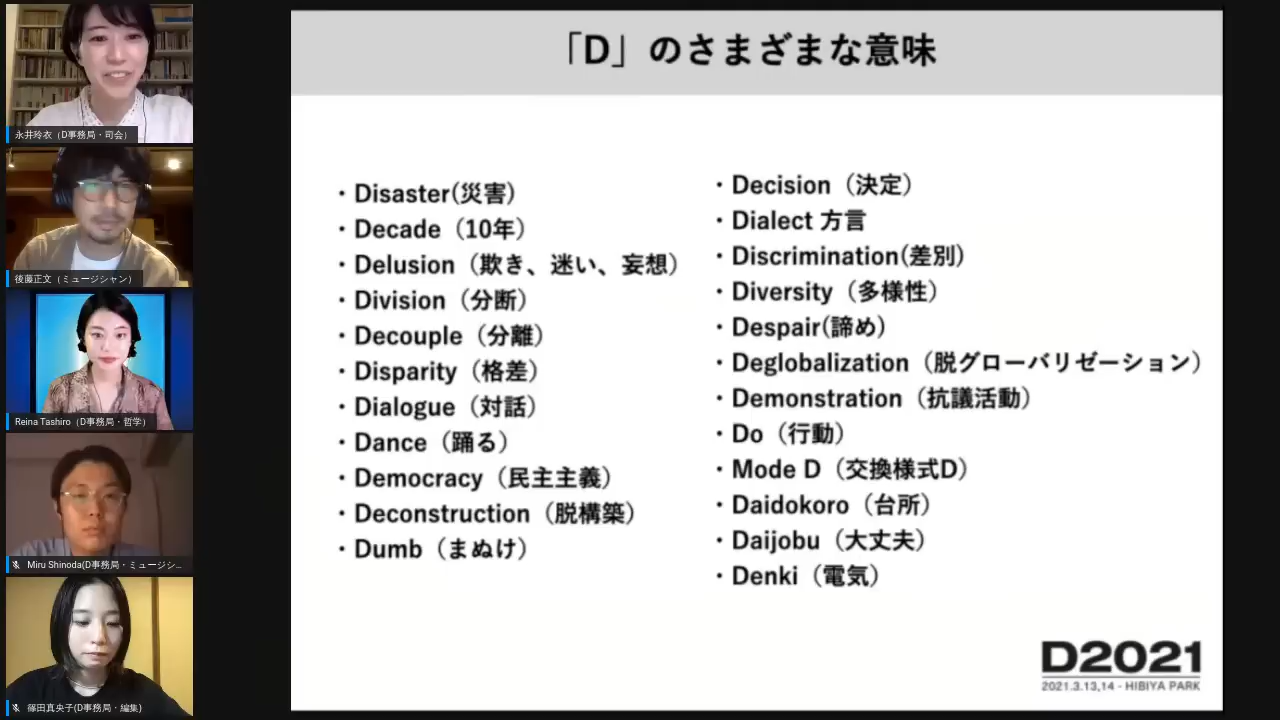 「D」のさまざまな意味
・Disaster(災害)
・Decade（10年）
・Delusion（欺き、迷い、妄想）
・Division（分断）
・Decouple（分離）
・Disparity（格差）
・Dialogue（対話）
・Dance（踊る）
・Democracy（民主主義）
・Deconstruction（脱構築）
・Dumb（まぬけ）
・Decision（決定）
・Dialect 方言
・Discrimination(差別)
・Diversity（多様性）
・Despair(諦め)
・Deglobalization（脱グローバリゼーション）
・Demonstration（抗議活動）
・Do（行動）
・Mode D（交換様式D）
・Daidokoro（台所）
・Daijobu（大丈夫）
・Denki（電気）
D2021
2021.3.13,14 - HIBIYA PARK
永井玲衣（D事務局・司会）
後藤正文（ミュージシャン）
Reina Tashiro（D事務局・哲学）
Miru Shinoda(D事務局・ミュージシ...
篠田真央子(D事務局・編集)